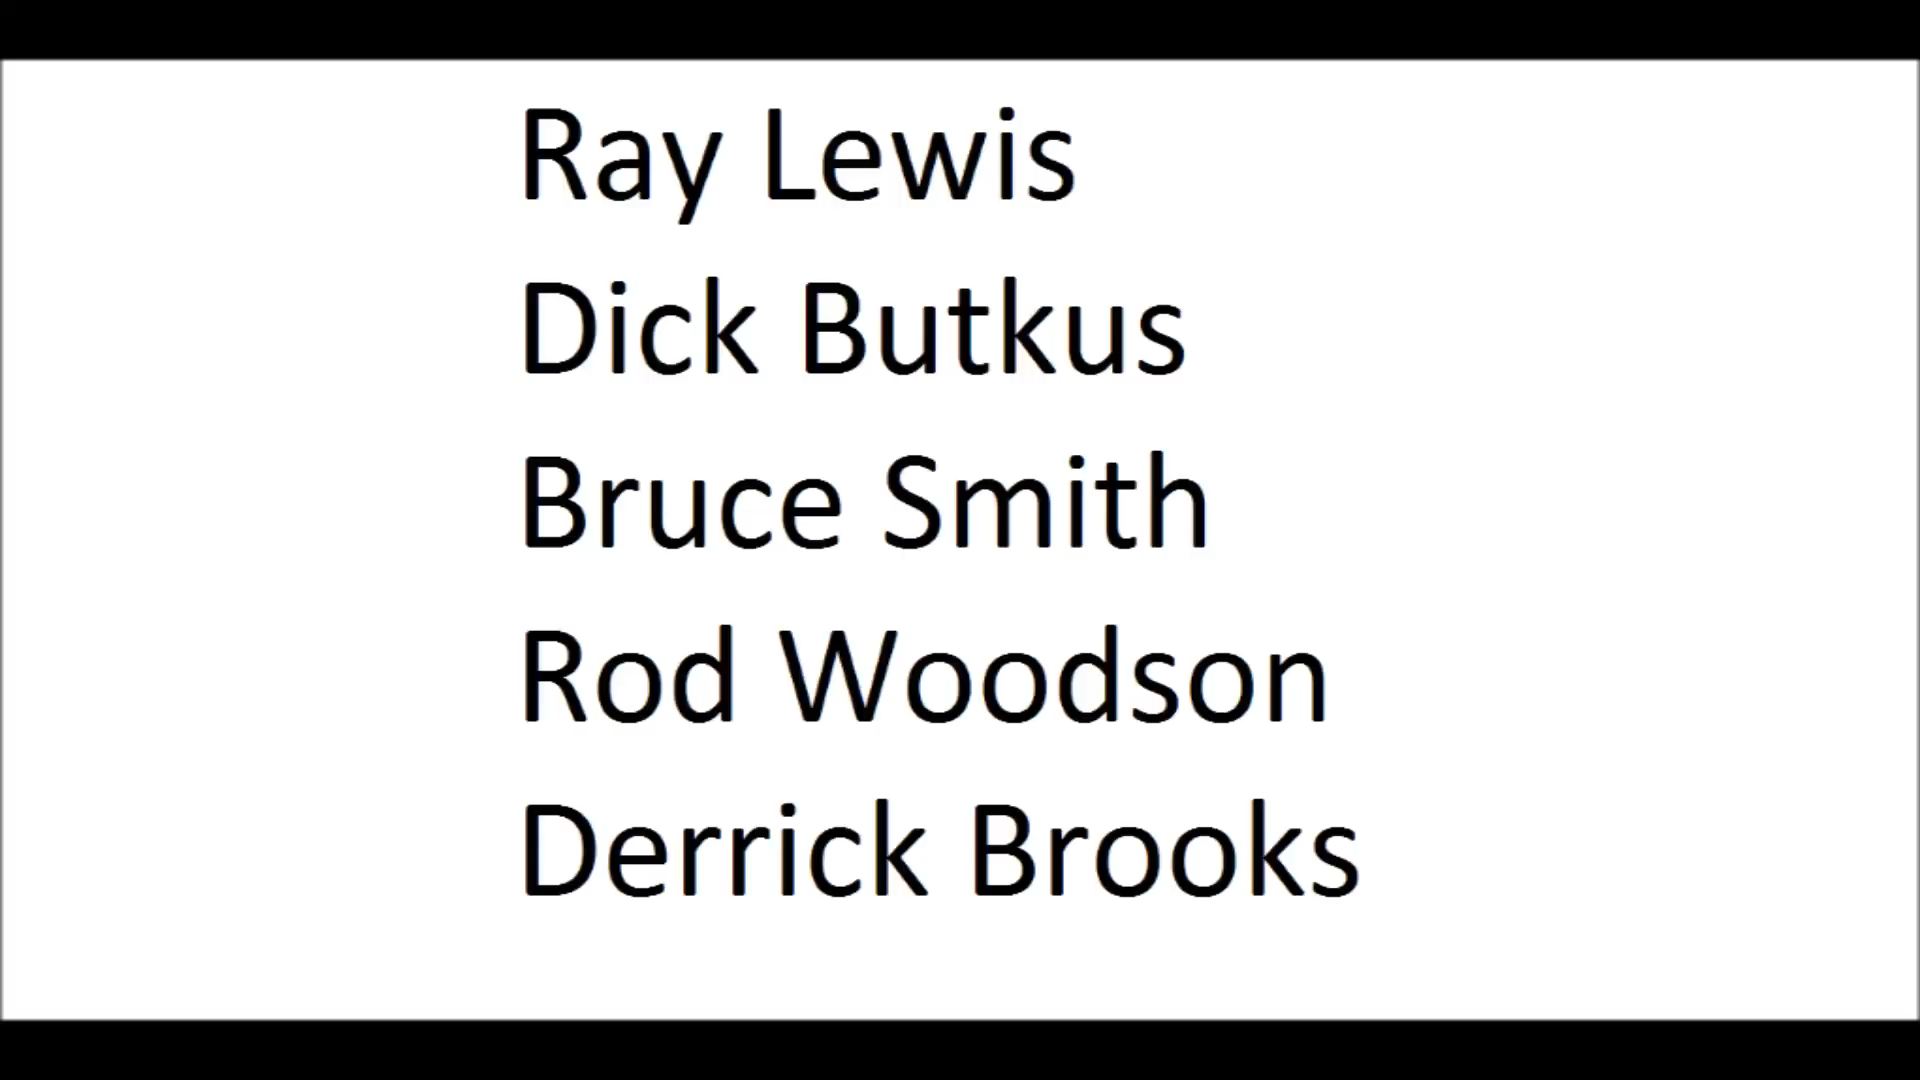 Ray Lewis
Dick Butkus
Bruce Smith
Rod Woodson
Derrick Brooks